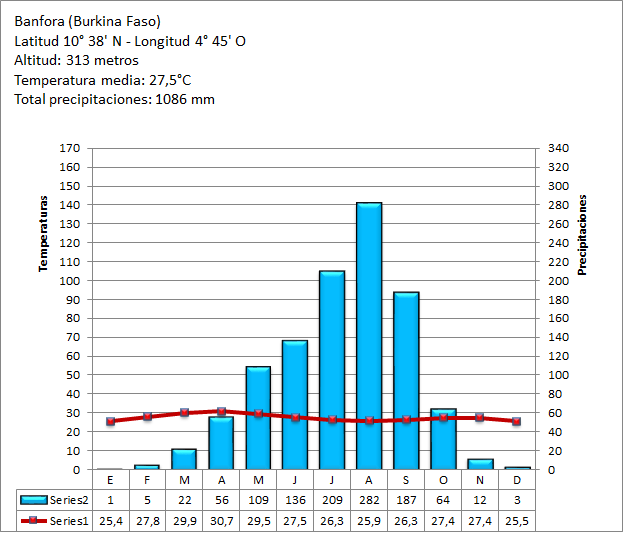 Banfora (Burkina Faso)
Latitud 10° 38' N - Longitud 4° 45' O
Altitud: 313 metros
Temperatura media: 27,5°C
Total precipitaciones: 1086 mm
170 340
160 320
150 300
140 280
130 260
120 240
110 220
100 200
90 180
80 160
70 140
60 120
50 100
40 80
30 60
20 40
10 20
0 0
Temperaturas
Precipitaciones
E F M A M J J A S O N D
Series2 1 5 22 56 109 136 209 282 187 64 12 3
Series1 25,4 27,8 29,9 30,7 29,5 27,5 26,3 25,9 26,3 27,4 27,4 25,5